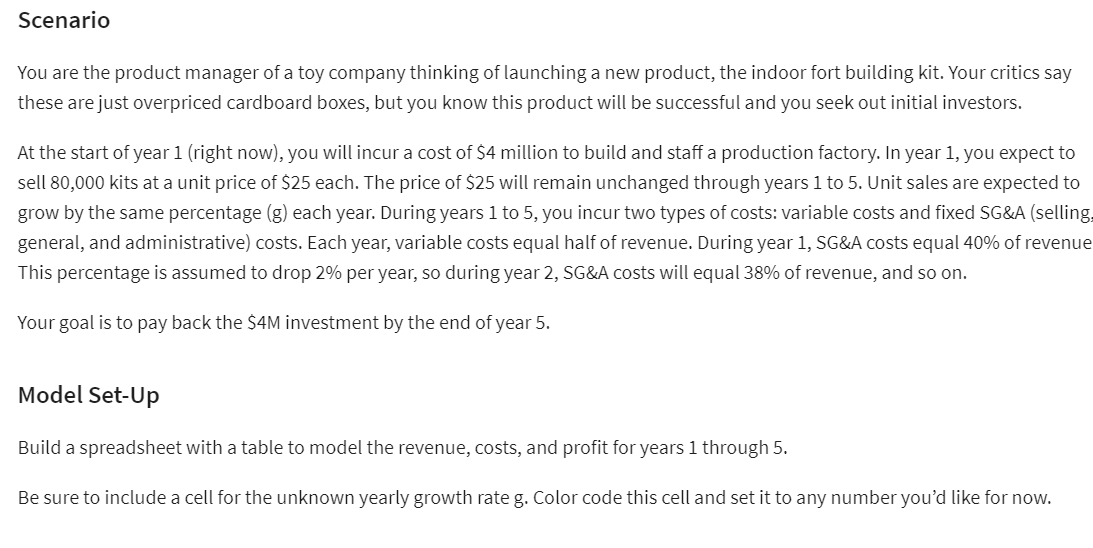 Scenario
You are the product manager of a toy company thinking of launching a new product, the indoor fort building kit. Your critics say
these are just overpriced cardboard boxes, but you know this product will be successful and you seek out initial investors.
At the start of year 1 (right now), you will incur a cost of $4 million to build and staff a production factory. In year 1, you expect to
sell 80,000 kits at a unit price of $25 each. The price of $25 will remain unchanged through years 1 to 5. Unit sales are expected to
grow by the same percentage (g) each year. During years 1 to 5, you incur two types of costs: variable costs and fixed SG&A (selling,
general, and administrative) costs. Each year, variable costs equal half of revenue. During year 1, SG&A costs equal 40% of revenue
This percentage is assumed to drop 2% per year, so during year 2, SG&A costs will equal 38% of revenue, and so on.
Your goal is to pay back the $4M investment by the end of year 5.
Model Set-Up
Build a spreadsheet with a table to model the revenue, costs, and profit for years 1 through 5.
Be sure to include a cell for the unknown yearly growth rate g. Color code this cell and set it to any number you’d like for now.